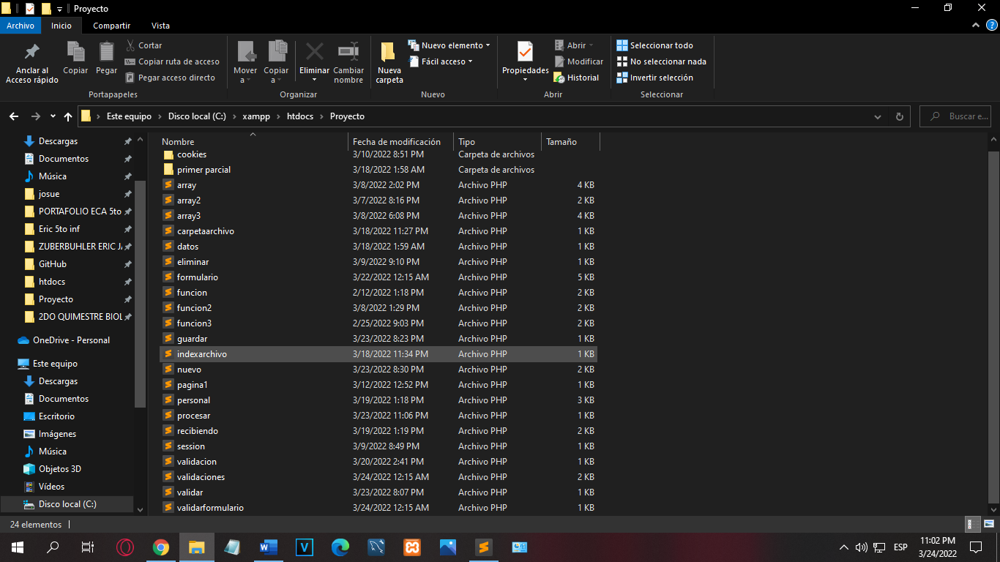 Proyecto
Archivo Inicio Compartir Vista
Anclar al Acceso rápido
Copiar
Pegar
Cortar
Copiar ruta de acceso
Pegar acceso directo
Portapapeles
Mover a
Copiar a
Eliminar
Cambiar nombre
Organizar
Nueva carpeta
Nuevo elemento
Fácil acceso
Nuevo
Propiedades
Abrir
Modificar
Historial
Abrir
Seleccionar todo
No seleccionar nada
Invertir selección
Seleccionar
Este equipo > Disco local (C:) > xampp > htdocs > Proyecto
Buscar e...
Descargas
Documentos
Música
josue
PORTAFOLIO ECA 5to
Eric 5to inf
ZUBERBUHLER ERIC JA
GitHub
htdocs
Proyecto
2DO QUIMESTRE BIOL
OneDrive - Personal
Este equipo
Descargas
Documentos
Escritorio
Imágenes
Música
Objetos 3D
Vídeos
Disco local (C:)
Nombre Fecha de modificación Tipo Tamaño
cookies 3/10/2022 8:51 PM Carpeta de archivos
primer parcial 3/18/2022 1:58 AM Carpeta de archivos
array 3/8/2022 2:02 PM Archivo PHP 4 KB
array2 3/7/2022 8:16 PM Archivo PHP 2 KB
array3 3/8/2022 6:08 PM Archivo PHP 4 KB
carpetaarchivo 3/18/2022 11:27 PM Archivo PHP 1 KB
datos 3/18/2022 1:59 AM Archivo PHP 1 KB
eliminar 3/9/2022 9:10 PM Archivo PHP 1 KB
formulario 3/22/2022 12:15 AM Archivo PHP 5 KB
funcion 2/12/2022 1:18 PM Archivo PHP 2 KB
funcion2 3/8/2022 1:29 PM Archivo PHP 2 KB
funcion3 2/25/2022 9:03 PM Archivo PHP 2 KB
guardar 3/23/2022 8:23 PM Archivo PHP 1 KB
indexarchivo 3/18/2022 11:34 PM Archivo PHP 1 KB
nuevo 3/23/2022 8:30 PM Archivo PHP 2 KB
pagina1 3/12/2022 12:52 PM Archivo PHP 1 KB
personal 3/19/2022 1:18 PM Archivo PHP 3 KB
procesar 3/23/2022 11:06 PM Archivo PHP 1 KB
recibiendo 3/19/2022 1:19 PM Archivo PHP 2 KB
session 3/9/2022 8:49 PM Archivo PHP 1 KB
validacion 3/20/2022 2:41 PM Archivo PHP 1 KB
validaciones 3/24/2022 12:15 AM Archivo PHP 2 KB
validar 3/23/2022 8:07 PM Archivo PHP 1 KB
validarformulario 3/24/2022 12:15 AM Archivo PHP 1 KB
24 elementos
ESP
11:02 PM
3/24/2022